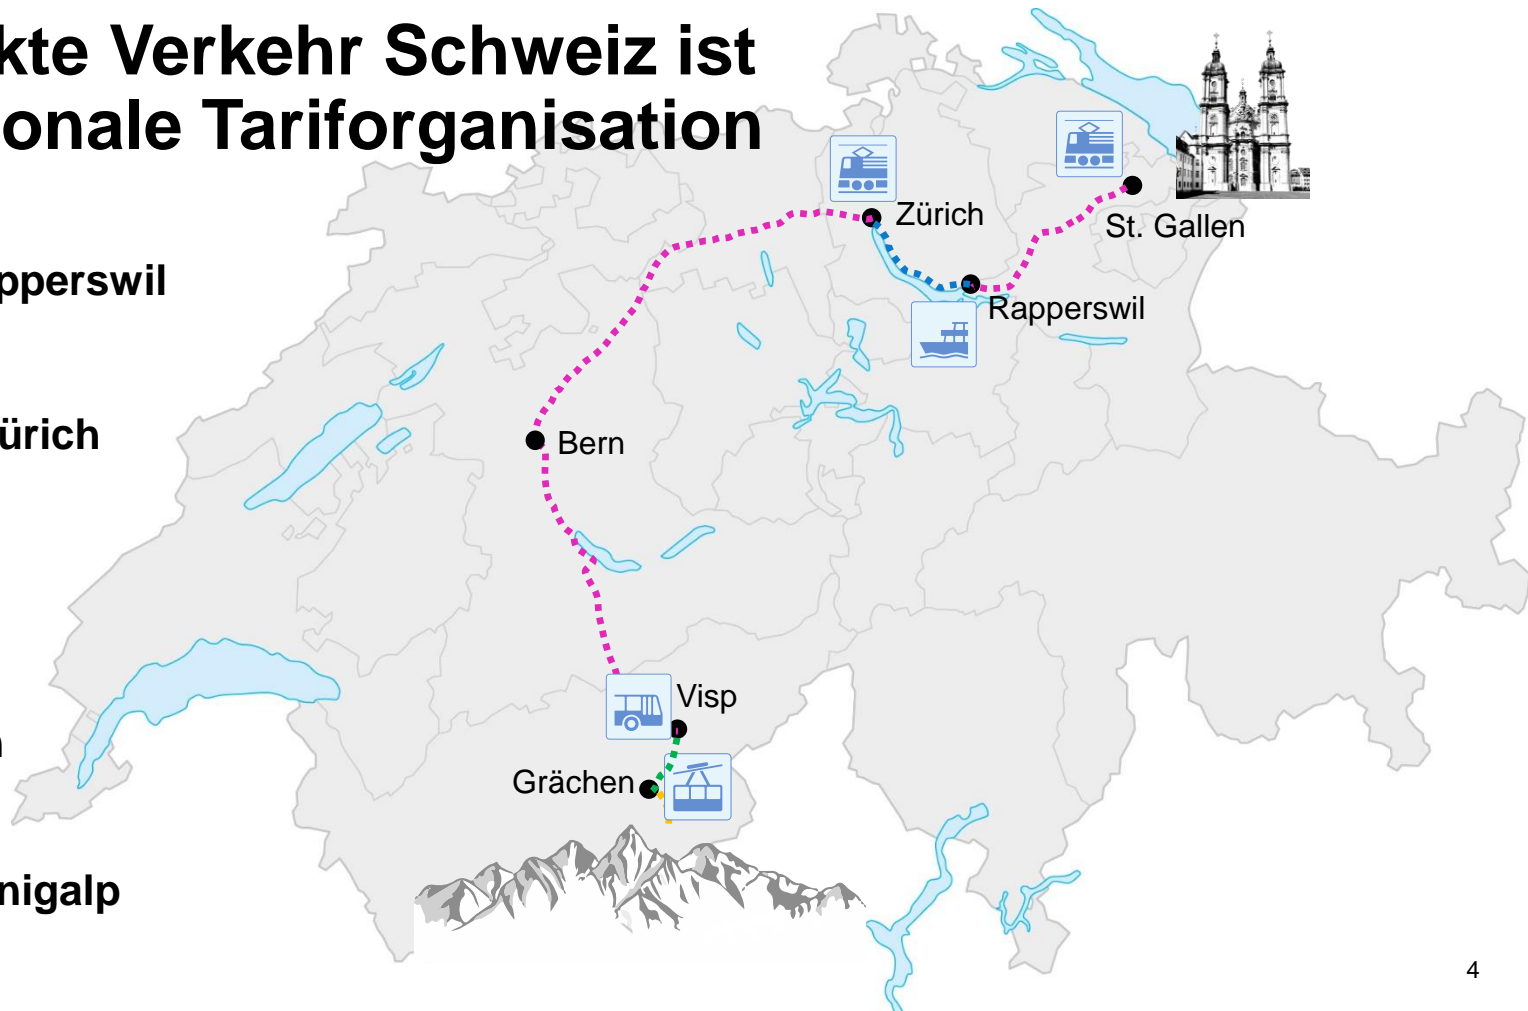 kte Verkehr Schweiz ist
onale Tariforganisation
pperswil
ürich
nigalp
Zürich
St. Gallen
Rapperswil
Bern
Visp
Grächen
4